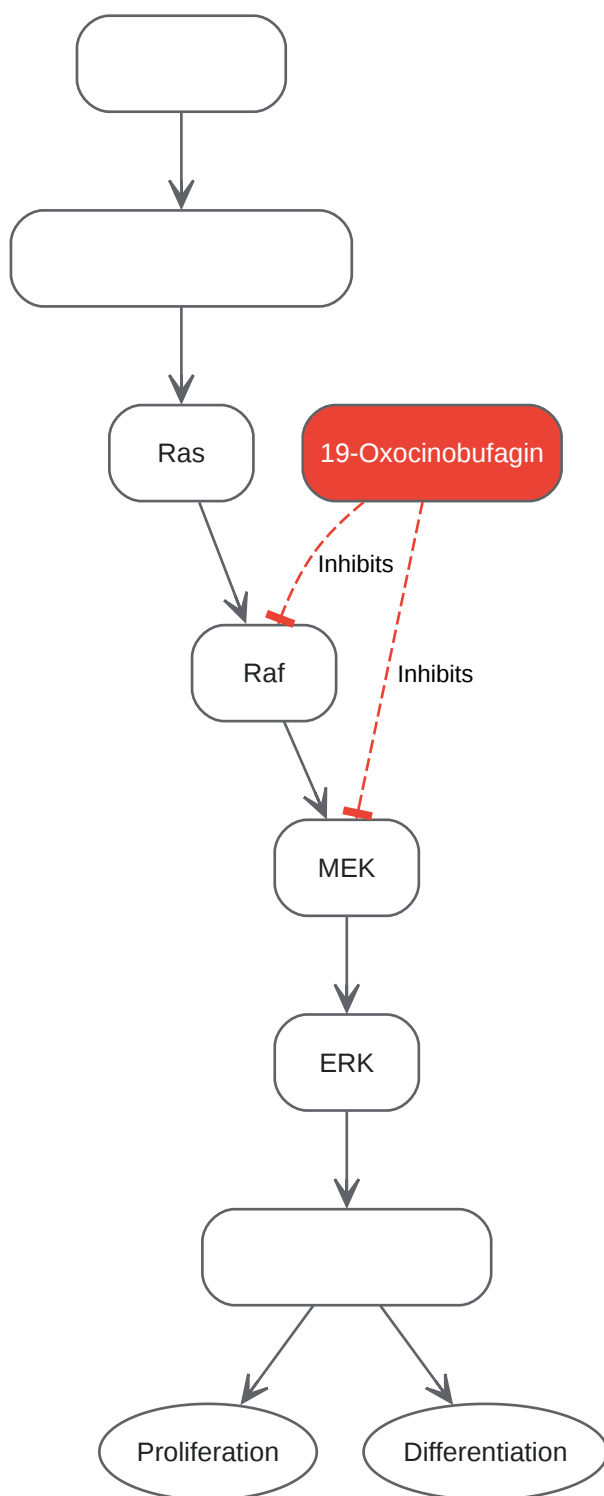 Ras
19-Oxocinobufagin
Inhibits
Raf
Inhibits
MEK
ERK
Proliferation
Differentiation